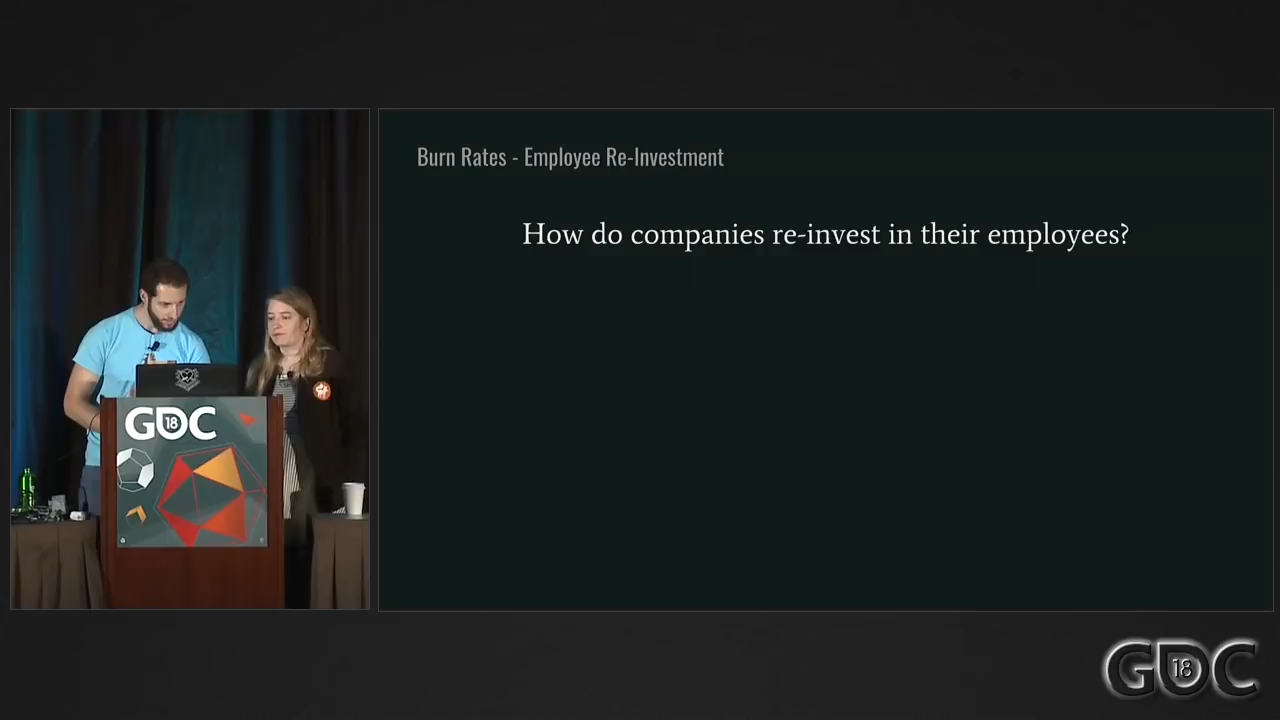 Burn Rates - Employee Re-Investment
How do companies re-invest in their employees?
GDC
18
GDC
18